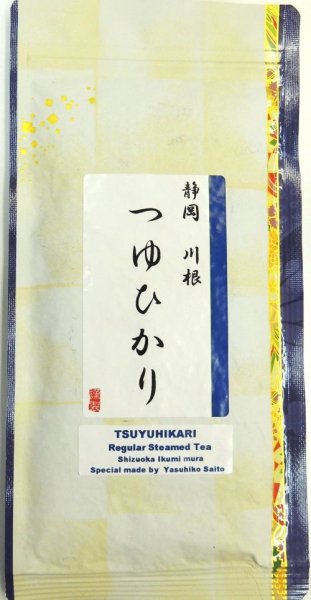 静岡 川根
つゆひかり
TSUYUHIKARI
Regular Steamed Tea
Shizuoka Ikumi mura
Special made by Yasuhiko Saito